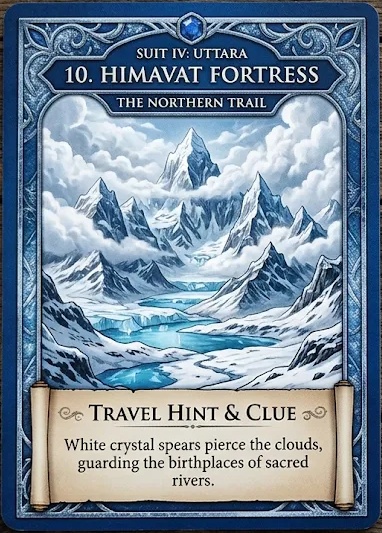 SUIT IV: UTTARA
10. HIMAVAT FORTRESS
THE NORTHERN TRAIL
TRAVEL HINT & CLUE
White crystal spears pierce the clouds,
guarding the birthplaces of sacred
rivers.